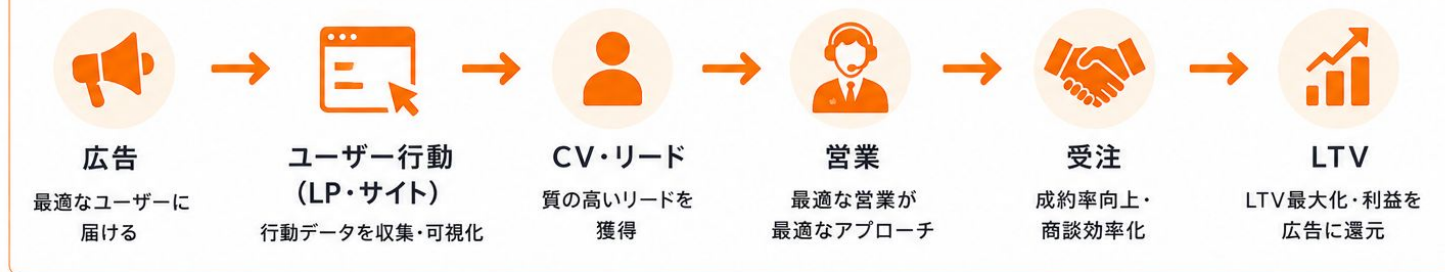 広告
最適なユーザーに
届ける
ユーザー行動
（LP・サイト）
行動データを収集・可視化
CV・リード
質の高いリードを
獲得
営業
最適な営業が
最適なアプローチ
受注
成約率向上・
商談効率化
LTV
LTV最大化・利益を
広告に還元